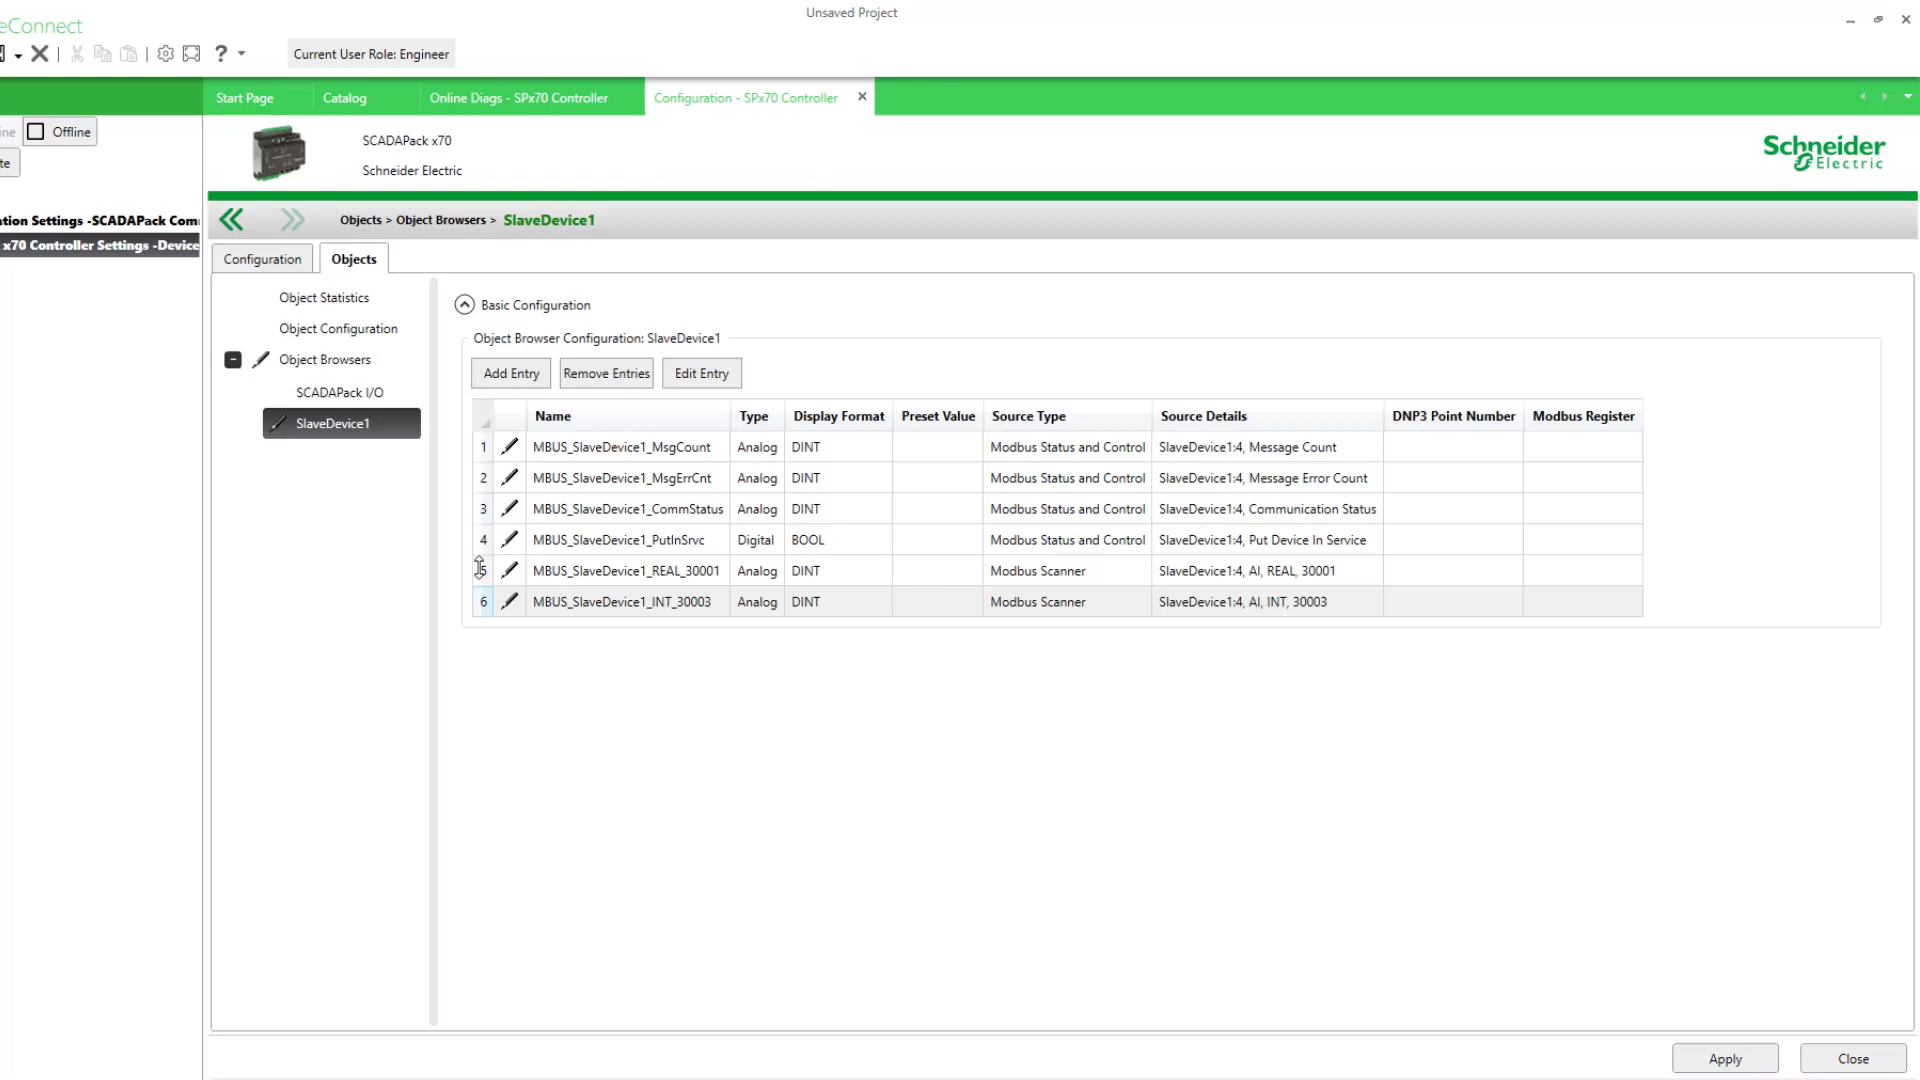 Unsaved Project
eConnect
Current User Role: Engineer
Start Page
Catalog
Online Diags - SPx70 Controller
Configuration - SPx70 Controller
ine
Offline
te
SCADAPack x70
Schneider Electric
Schneider
Electric
ation Settings -SCADAPack Com
x70 Controller Settings -Device
Objects > Object Browsers > SlaveDevice1
Configuration
Objects
Object Statistics
Object Configuration
Object Browsers
SCADAPack I/O
SlaveDevice1
Basic Configuration
Object Browser Configuration: SlaveDevice1
Add Entry
Remove Entries
Edit Entry
Name Type Display Format Preset Value Source Type Source Details DNP3 Point Number Modbus Register
1 MBUS_SlaveDevice1_MsgCount Analog DINT Modbus Status and Control SlaveDevice1:4, Message Count
2 MBUS_SlaveDevice1_MsgErrCnt Analog DINT Modbus Status and Control SlaveDevice1:4, Message Error Count
3 MBUS_SlaveDevice1_CommStatus Analog DINT Modbus Status and Control SlaveDevice1:4, Communication Status
4 MBUS_SlaveDevice1_PutInSrvc Digital BOOL Modbus Status and Control SlaveDevice1:4, Put Device In Service
5 MBUS_SlaveDevice1_REAL_30001 Analog DINT Modbus Scanner SlaveDevice1:4, AI, REAL, 30001
6 MBUS_SlaveDevice1_INT_30003 Analog DINT Modbus Scanner SlaveDevice1:4, AI, INT, 30003
Apply
Close